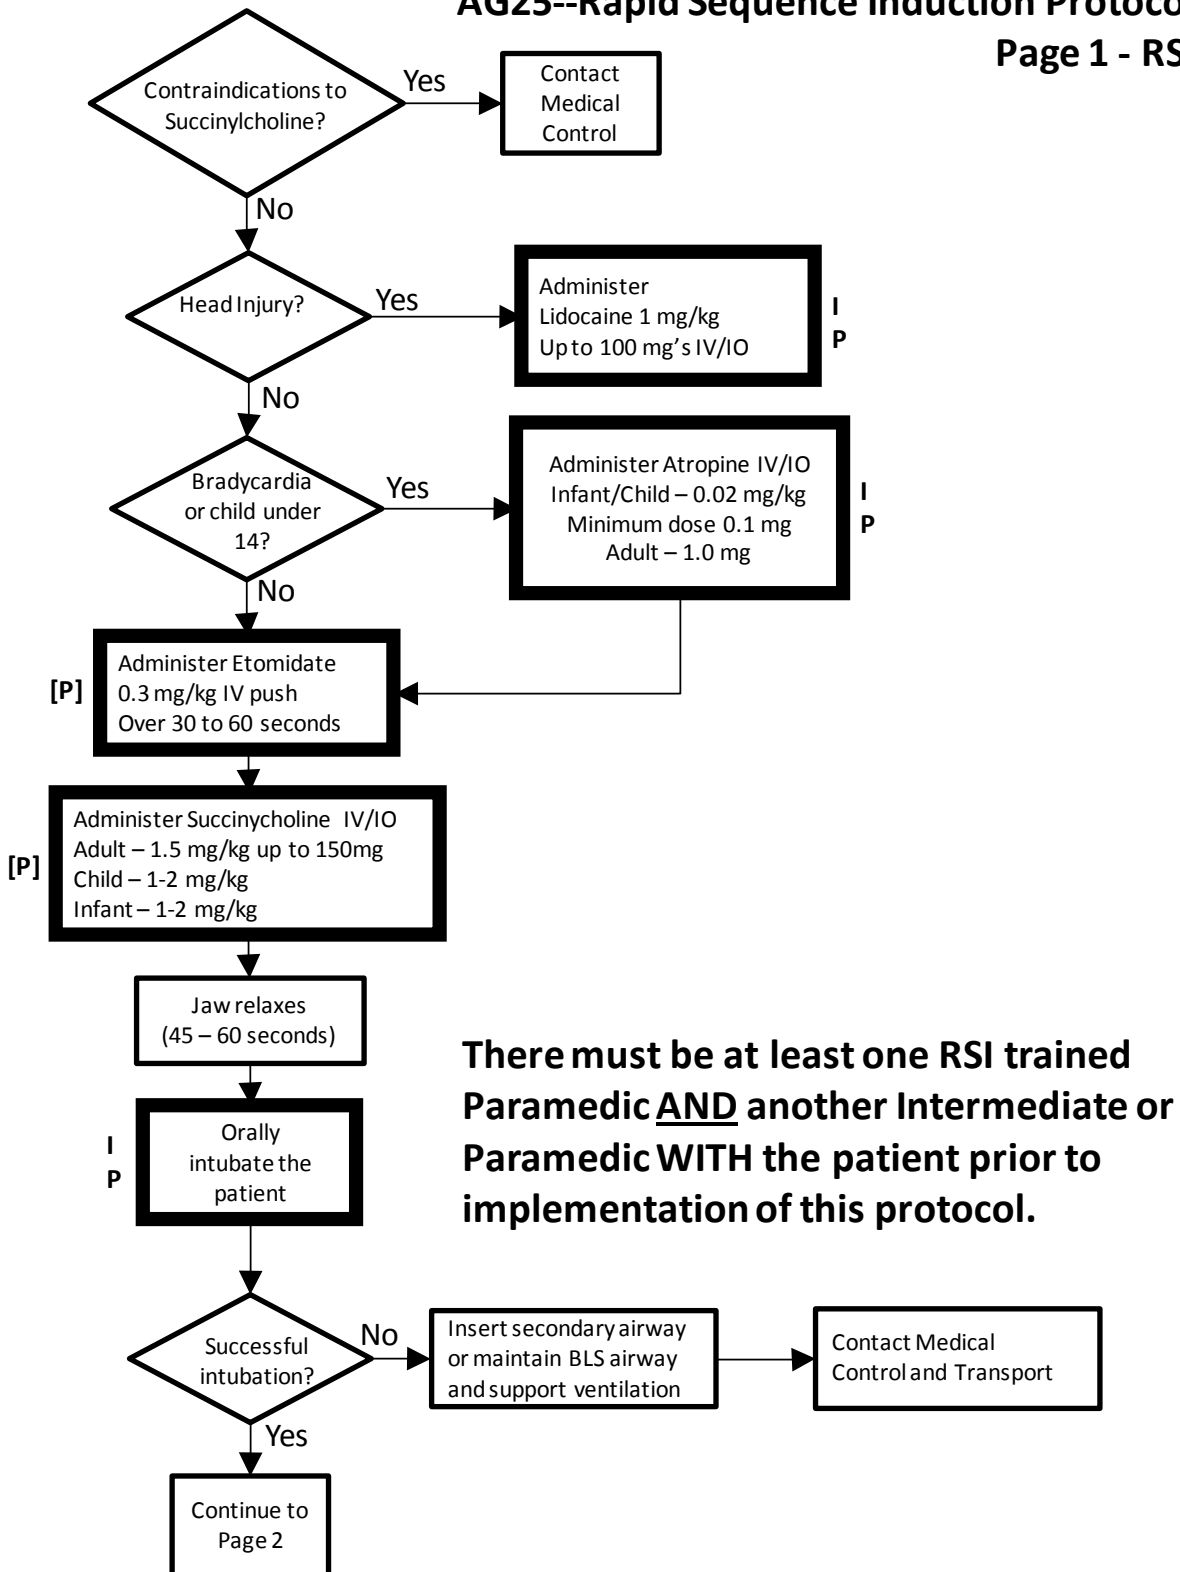 AG25--Rapid Sequence Induction Protoco
Page 1 - RS
Contraindications to
Succinylcholine?
Yes
Contact
Medical
Control
No
Head Injury?
Yes
Administer
Lidocaine 1 mg/kg
Up to 100 mg's IV/IO
I
P
No
Bradycardia
or child under
14?
Yes
Administer Atropine IV/IO
Infant/Child – 0.02 mg/kg
Minimum dose 0.1 mg
Adult – 1.0 mg
I
P
No
[P]
Administer Etomidate
0.3 mg/kg IV push
Over 30 to 60 seconds
[P]
Administer Succinycholine IV/IO
Adult – 1.5 mg/kg up to 150mg
Child – 1-2 mg/kg
Infant – 1-2 mg/kg
Jaw relaxes
(45 – 60 seconds)
There must be at least one RSI trained
Paramedic AND another Intermediate or
Paramedic WITH the patient prior to
implementation of this protocol.
I
P
Orally
intubate the
patient
Successful
intubation?
No
Insert secondary airway
or maintain BLS airway
and support ventilation
Contact Medical
Control and Transport
Yes
Continue to
Page 2